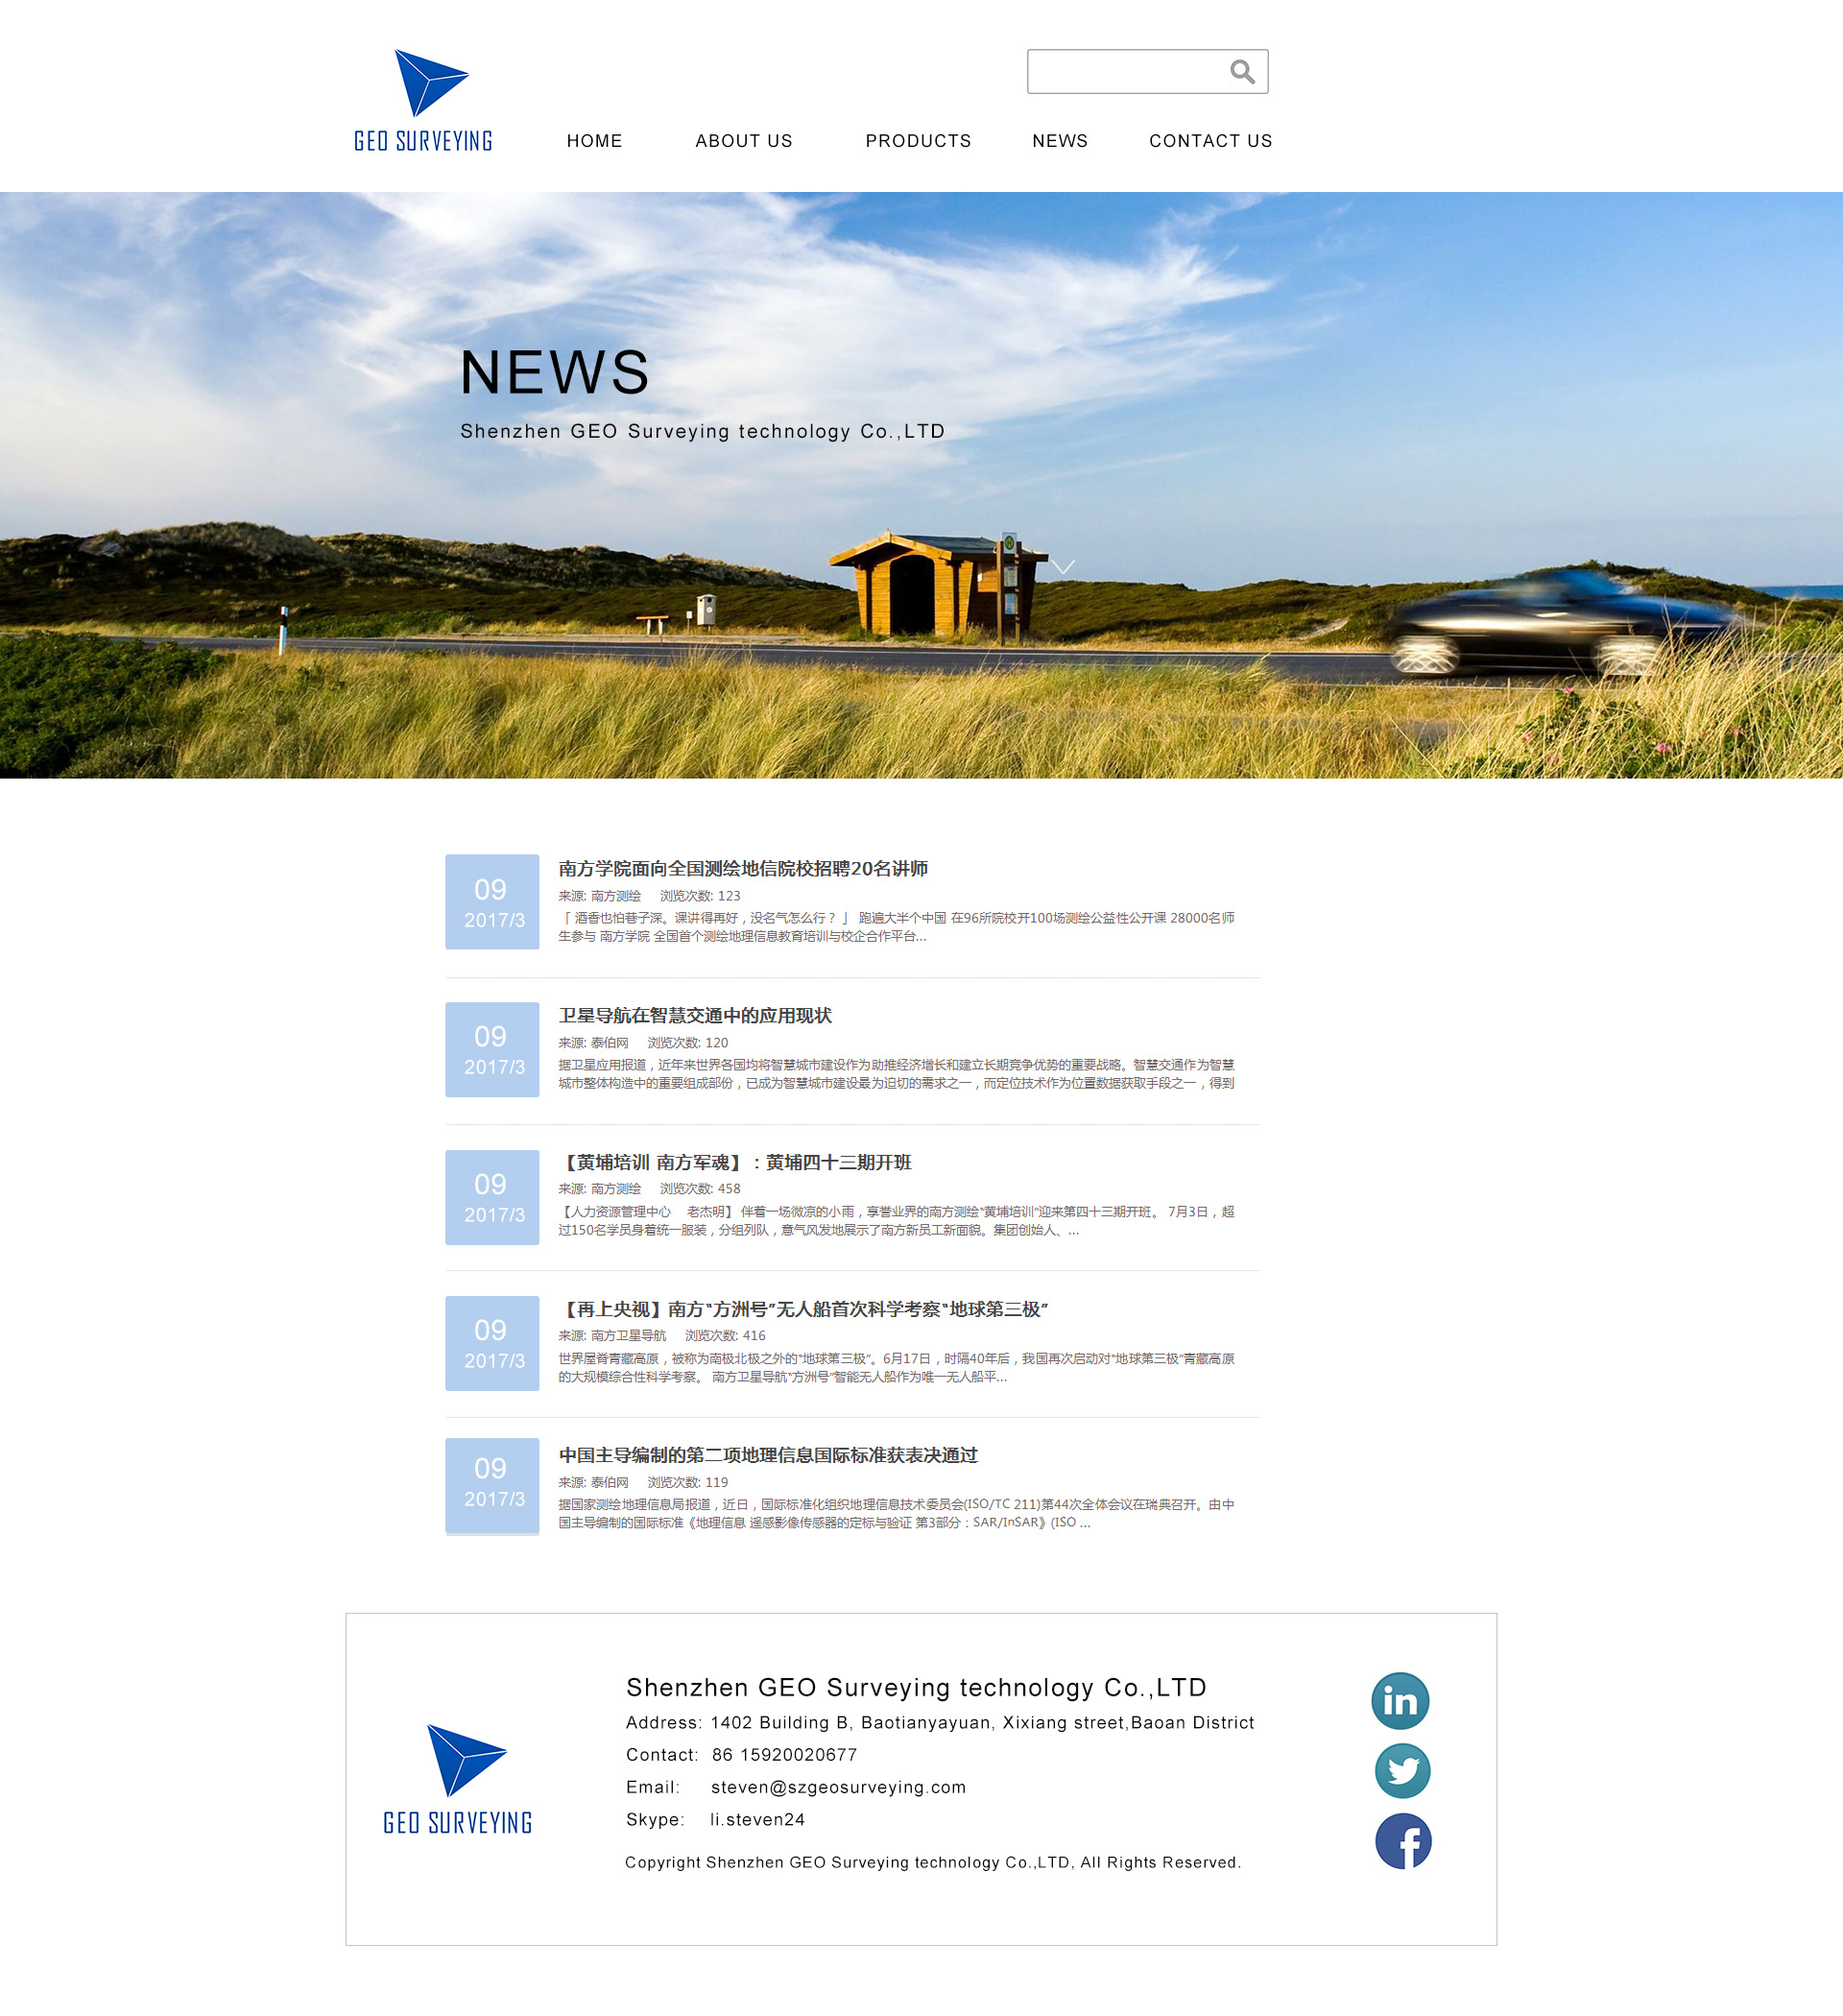 GEO SURVEYING
HOME ABOUT US PRODUCTS NEWS CONTACT US
NEWS
Shenzhen GEO Surveying technology Co.,LTD
09
2017/3
南方学院面向全国测绘地信院校招聘20名讲师
来源: 南方测绘 浏览次数: 123
「 酒香也怕巷子深。课讲得再好，没名气怎么行？ 」 跑遍大半个中国 在96所院校开100场测绘公益性公开课 28000名师
生参与 南方学院 全国首个测绘地理信息教育培训与校企合作平台...
09
2017/3
卫星导航在智慧交通中的应用现状
来源: 泰伯网 浏览次数: 120
据卫星应用报道，近年来世界各国均将智慧城市建设作为助推经济增长和建立长期竞争优势的重要战略。智慧交通作为智慧
城市整体构造中的重要组成部份，已成为智慧城市建设最为迫切的需求之一，而定位技术作为位置数据获取手段之一，得到
09
2017/3
【黄埔培训 南方军魂】：黄埔四十三期开班
来源: 南方测绘 浏览次数: 458
【人力资源管理中心 老杰明】 伴着一场微凉的小雨，享誉业界的南方测绘“黄埔培训”迎来第四十三期开班。 7月3日，超
过150名学员身着统一服装，分组列队，意气风发地展示了南方新员工新面貌。集团创始人、...
09
2017/3
【再上央视】南方“方洲号”无人船首次科学考察“地球第三极”
来源: 南方卫星导航 浏览次数: 416
世界屋脊青藏高原，被称为南极北极之外的“地球第三极”。6月17日，时隔40年后，我国再次启动对“地球第三极”青藏高原
的大规模综合性科学考察。 南方卫星导航“方洲号”智能无人船作为唯一无人船平...
09
2017/3
中国主导编制的第二项地理信息国际标准获表决通过
来源: 泰伯网 浏览次数: 119
据国家测绘地理信息局报道，近日，国际标准化组织地理信息技术委员会(ISO/TC 211)第44次全体会议在瑞典召开。由中
国主导编制的国际标准《地理信息 遥感影像传感器的定标与验证 第3部分：SAR/InSAR》(ISO ...
GEO SURVEYING
Shenzhen GEO Surveying technology Co.,LTD
Address: 1402 Building B, Baotianyayuan, Xixiang street,Baoan District
Contact: 86 15920020677
Email: steven@szgeosurveying.com
Skype: li.steven24
Copyright Shenzhen GEO Surveying technology Co.,LTD, All Rights Reserved.